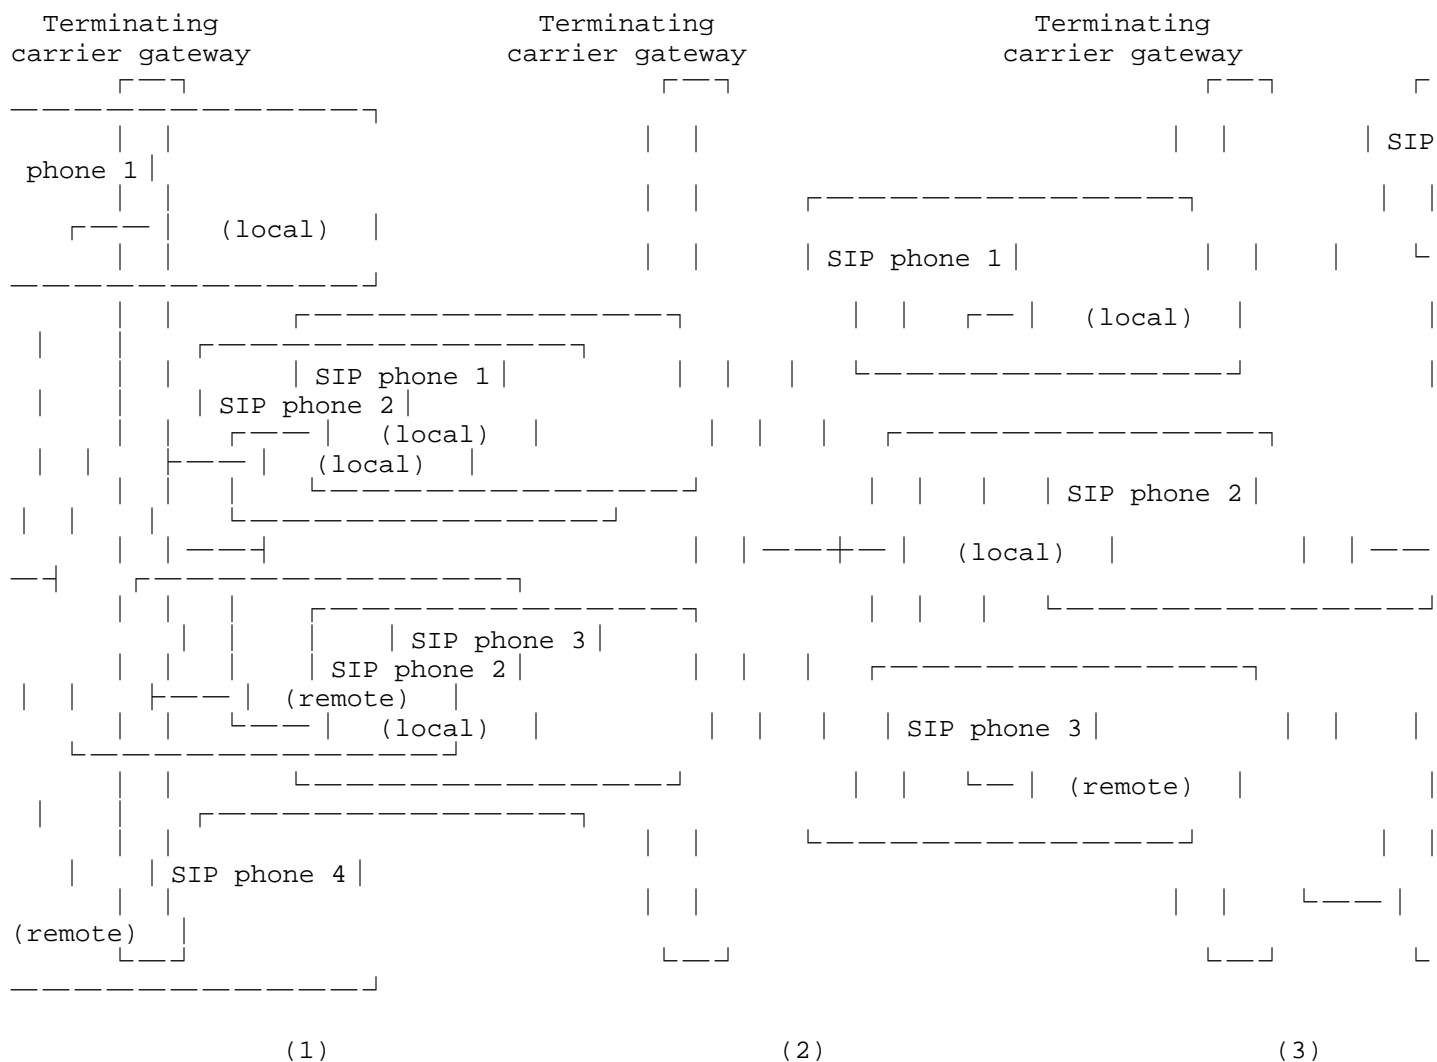 Terminating Terminating Terminating
carrier gateway carrier gateway carrier gateway
SIP
phone 1
(local)
SIP phone 1
(local)
SIP phone 1
SIP phone 2
(local)
(local)
SIP phone 2
(local)
SIP phone 3
SIP phone 2
(remote)
(local) SIP phone 3
(remote)
SIP phone 4
(remote)
(1) (2) (3)